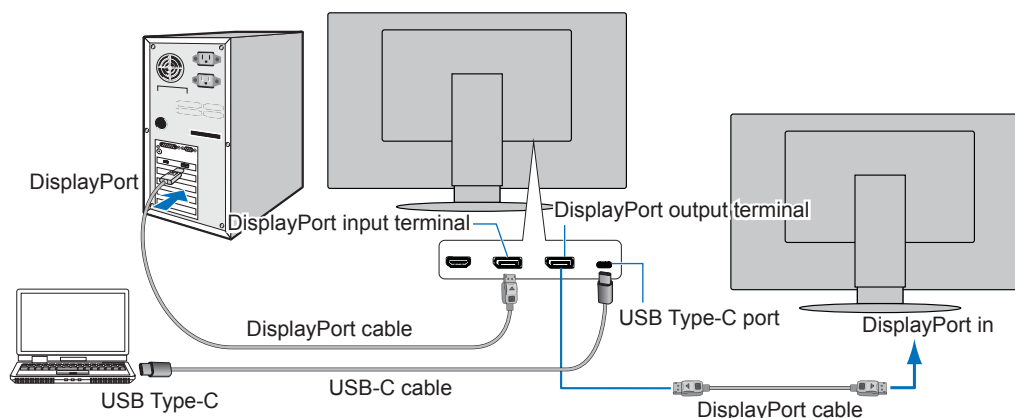 DisplayPort
DisplayPort input terminal
DisplayPort output terminal
USB Type-C port
DisplayPort in
DisplayPort cable
USB-C cable
USB Type-C
DisplayPort cable